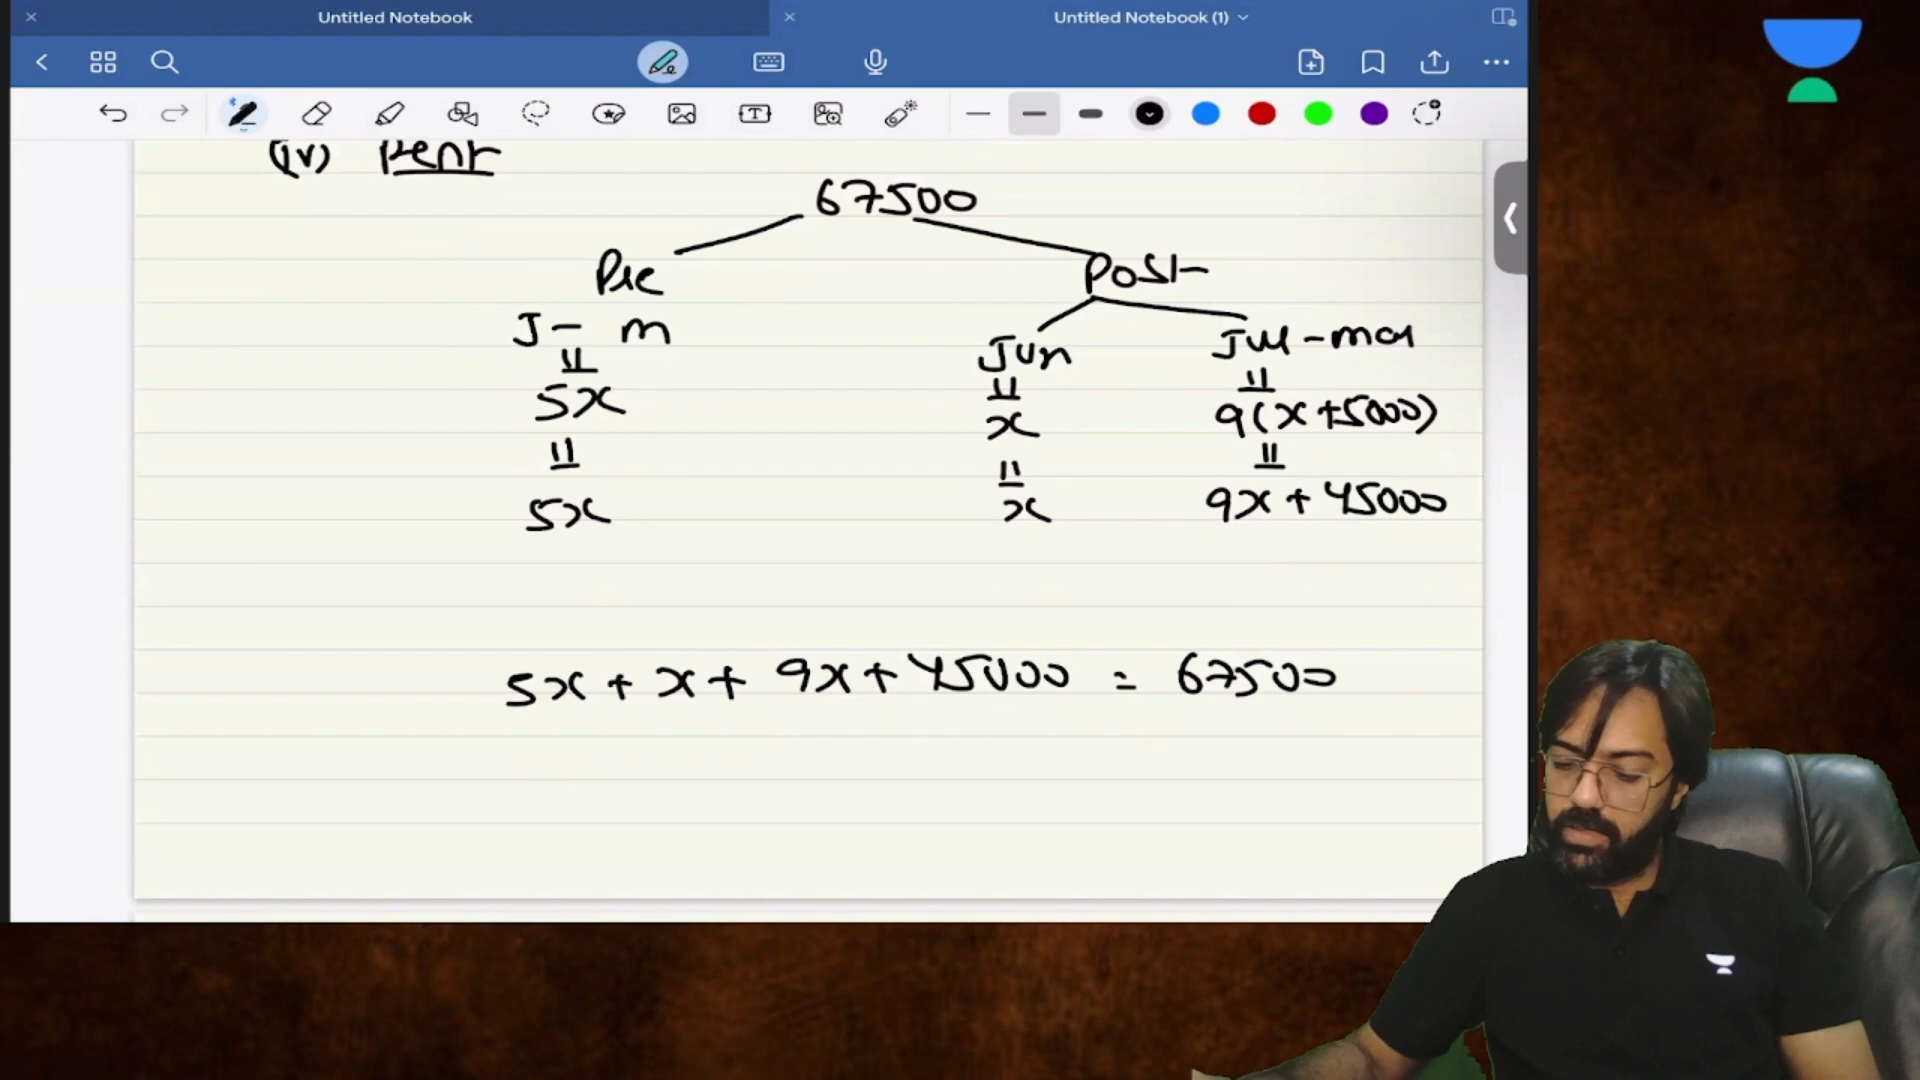 Untitled Notebook
Untitled Notebook (1)
(iv) Rent
67500
Pre Post
J - m
Jun Jul - mar
=
5x
=
x
=
9(x +5000)
=
5x
=
x
=
9x + 45000
5x + x + 9x + 45000 = 67500